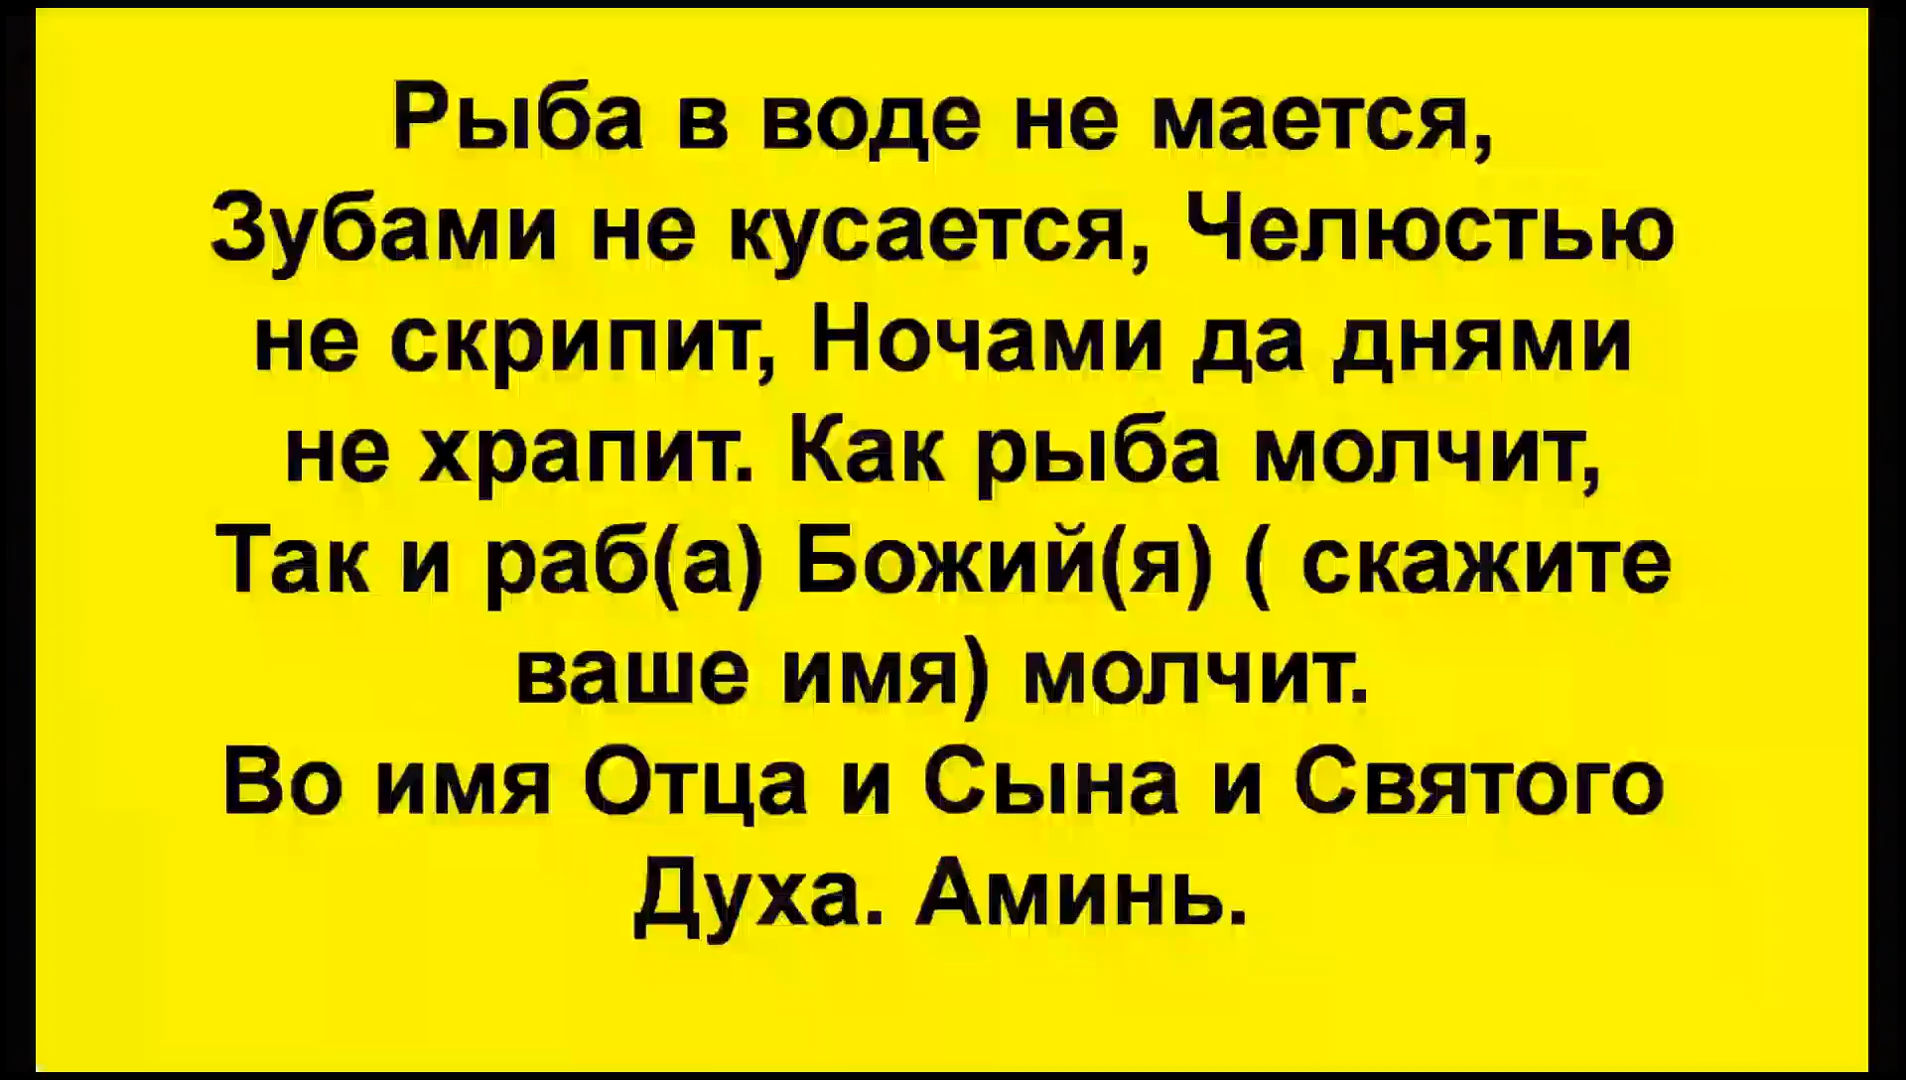 Рыба в воде не мается,
Зубами не кусается, Челюстью
не скрипит, Ночами да днями
не храпит. Как рыба молчит,
Так и раб(а) Божий(я) ( скажите
ваше имя) молчит.
Во имя Отца и Сына и Святого
Духа. Аминь.